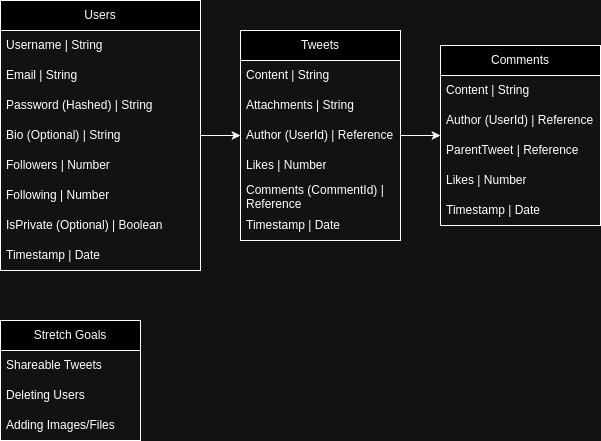 Users
Username | String
Email | String
Password (Hashed) | String
Bio (Optional) | String
Followers | Number
Following | Number
IsPrivate (Optional) | Boolean
Timestamp | Date
Tweets
Content | String
Attachments | String
Author (UserId) | Reference
Likes | Number
Comments (CommentId) |
Reference
Timestamp | Date
Comments
Content | String
Author (UserId) | Reference
ParentTweet | Reference
Likes | Number
Timestamp | Date
Stretch Goals
Shareable Tweets
Deleting Users
Adding Images/Files